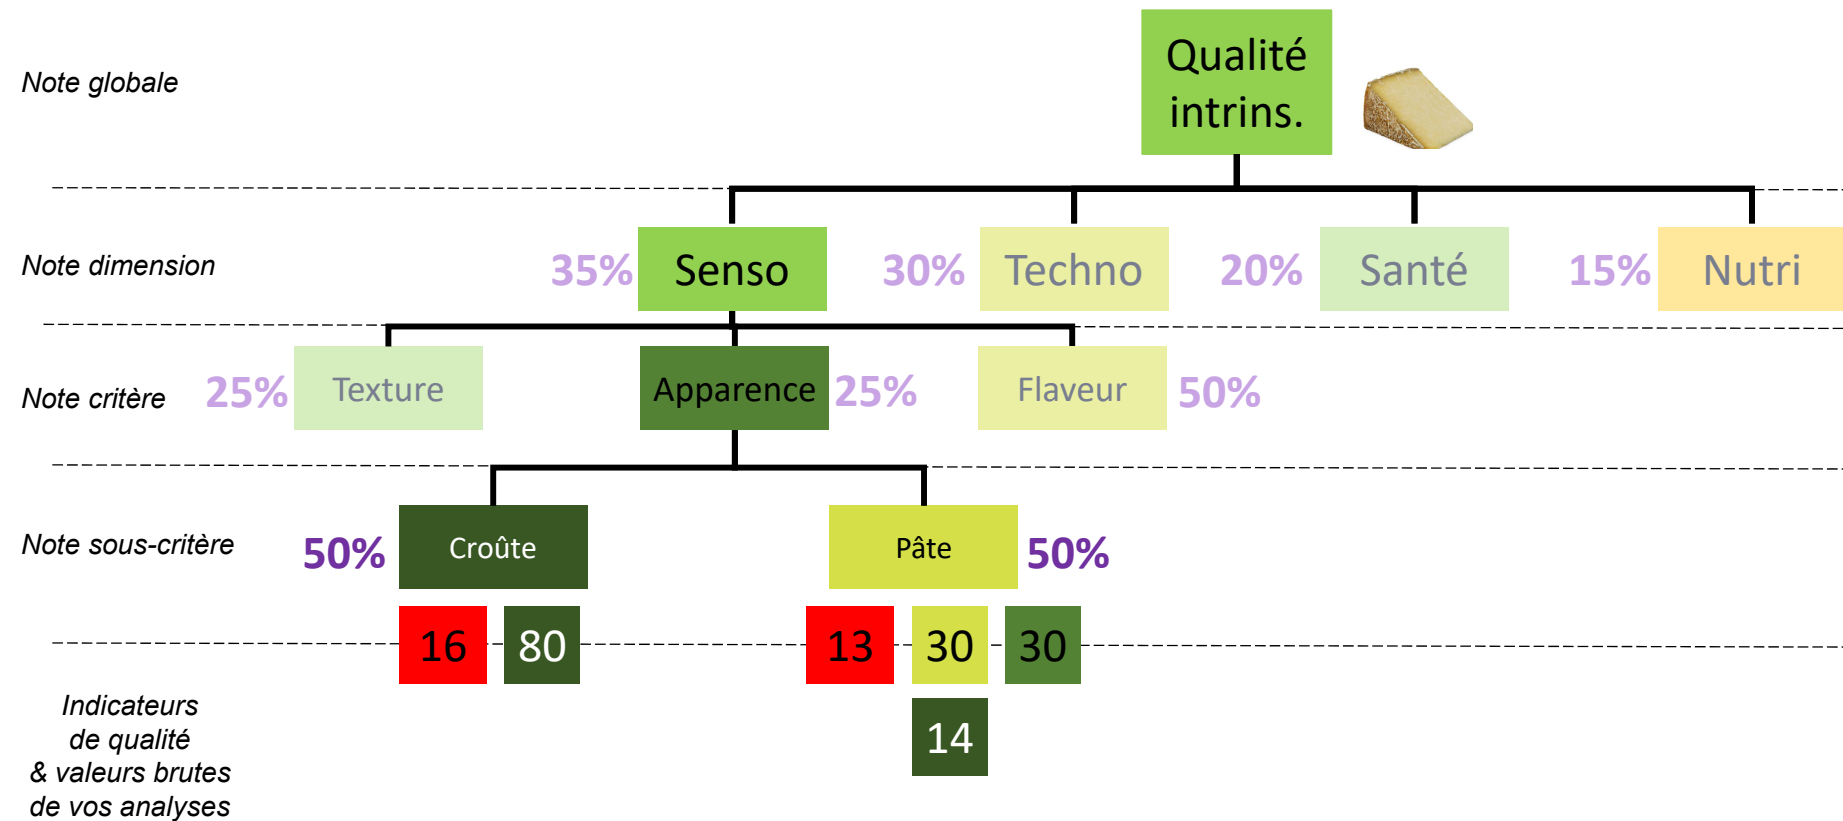 Note globale
Qualité
intrins.
Note dimension
35%
Senso
30%
Techno
20%
Santé
15%
Nutri
Note critère
25%
Texture
Apparence
25%
Flaveur
50%
Note sous-critère
50%
Croûte
Pâte
50%
16
80
13
30
30
14
Indicateurs
de qualité
& valeurs brutes
de vos analyses